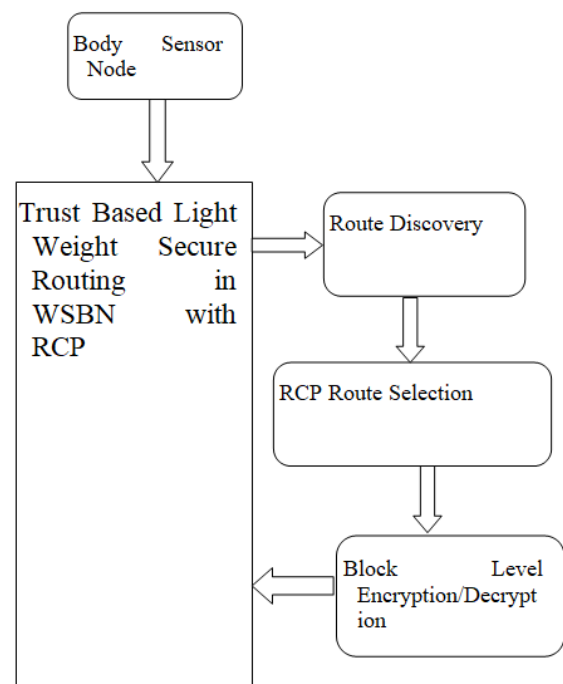 Body Sensor
Node
Trust Based Light
Weight Secure
Routing in
WSBN with
RCP
Route Discovery
RCP Route Selection
Block Level
Encryption/Decrypt
ion